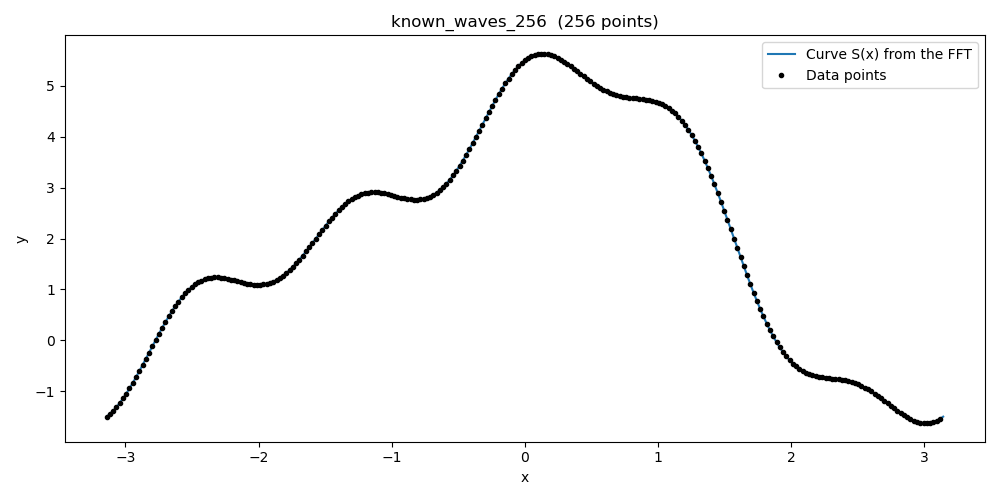 known_waves_256  (256 points)
Curve S(x) from the FFT
Data points
y
5
4
3
2
1
0
−1
−3 −2 −1 0 1 2 3
x